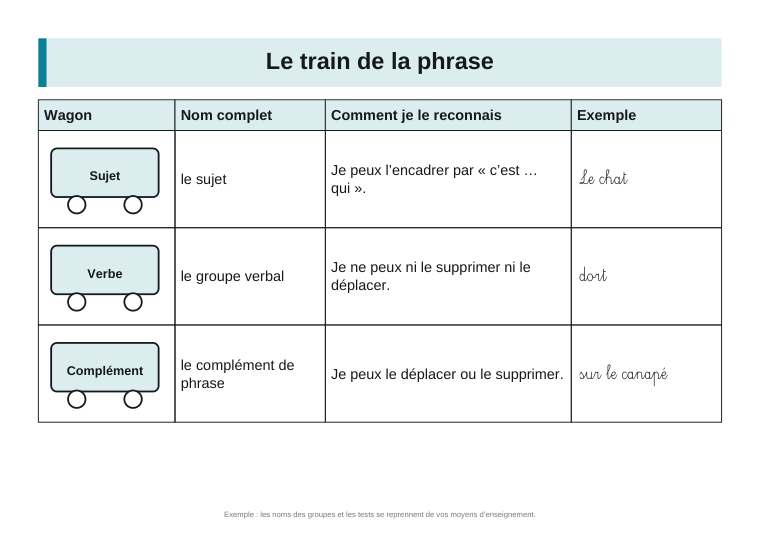 Le train de la phrase
Wagon Nom complet Comment je le reconnais Exemple
Sujet
le sujet
Je peux l’encadrer par « c’est …
qui ».
Le chat
Verbe
le groupe verbal
Je ne peux ni le supprimer ni le
déplacer.
dort
Complément
le complément de
phrase
Je peux le déplacer ou le supprimer.
sur le canapé
Exemple : les noms des groupes et les tests se reprennent de vos moyens d’enseignement.